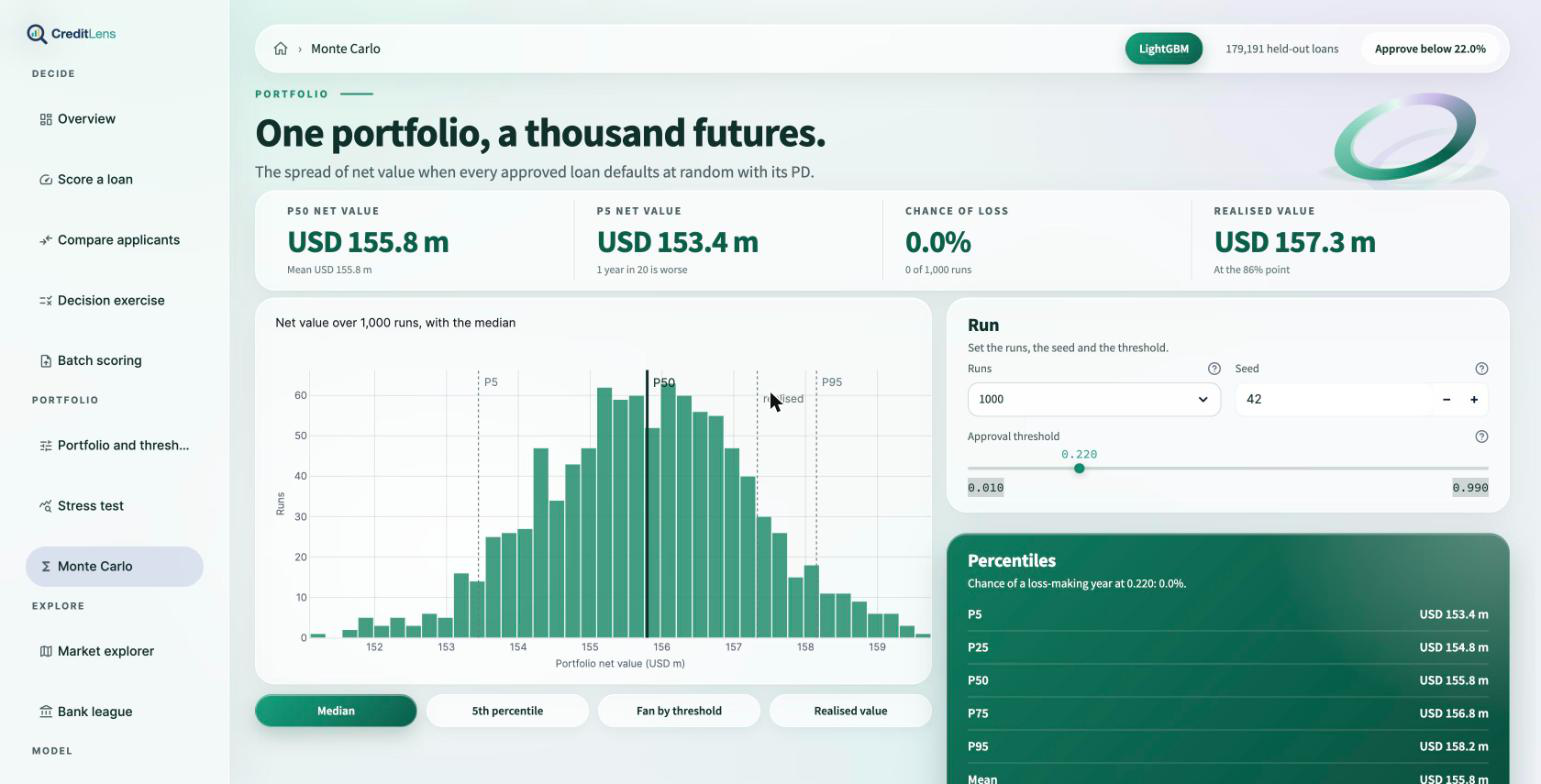 CreditLens
DECIDE
Overview
Score a loan
Compare applicants
Decision exercise
Batch scoring
PORTFOLIO
Portfolio and thresh...
Stress test
Monte Carlo
EXPLORE
Market explorer
Bank league
MODEL
› Monte Carlo
LightGBM
179,191 held-out loans
Approve below 22.0%
PORTFOLIO
One portfolio, a thousand futures.
The spread of net value when every approved loan defaults at random with its PD.
P50 NET VALUE
USD 155.8 m
Mean USD 155.8 m
P5 NET VALUE
USD 153.4 m
1 year in 20 is worse
CHANCE OF LOSS
0.0%
0 of 1,000 runs
REALISED VALUE
USD 157.3 m
At the 86% point
Net value over 1,000 runs, with the median
P5
P50
P95
60
50
40
30
20
10
0
Runs
152 153 154 155 156 157 158 159
Portfolio net value (USD m)
Median
5th percentile
Fan by threshold
Realised value
Run
Set the runs, the seed and the threshold.
Runs
1000
Seed
42
Approval threshold
0.220
0.010
0.990
Percentiles
Chance of a loss-making year at 0.220: 0.0%.
P5 USD 153.4 m
P25 USD 154.8 m
P50 USD 155.8 m
P75 USD 156.8 m
P95 USD 158.2 m
Mean USD 155.8 m